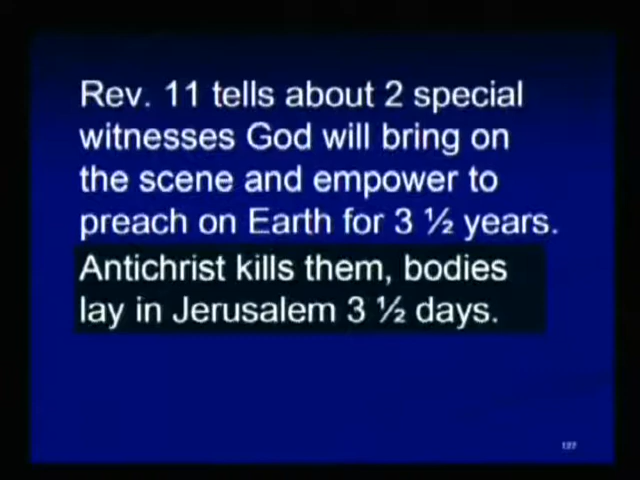 Rev. 11 tells about 2 special
witnesses God will bring on
the scene and empower to
preach on Earth for 3 ½ years.
Antichrist kills them, bodies
lay in Jerusalem 3 ½ days.